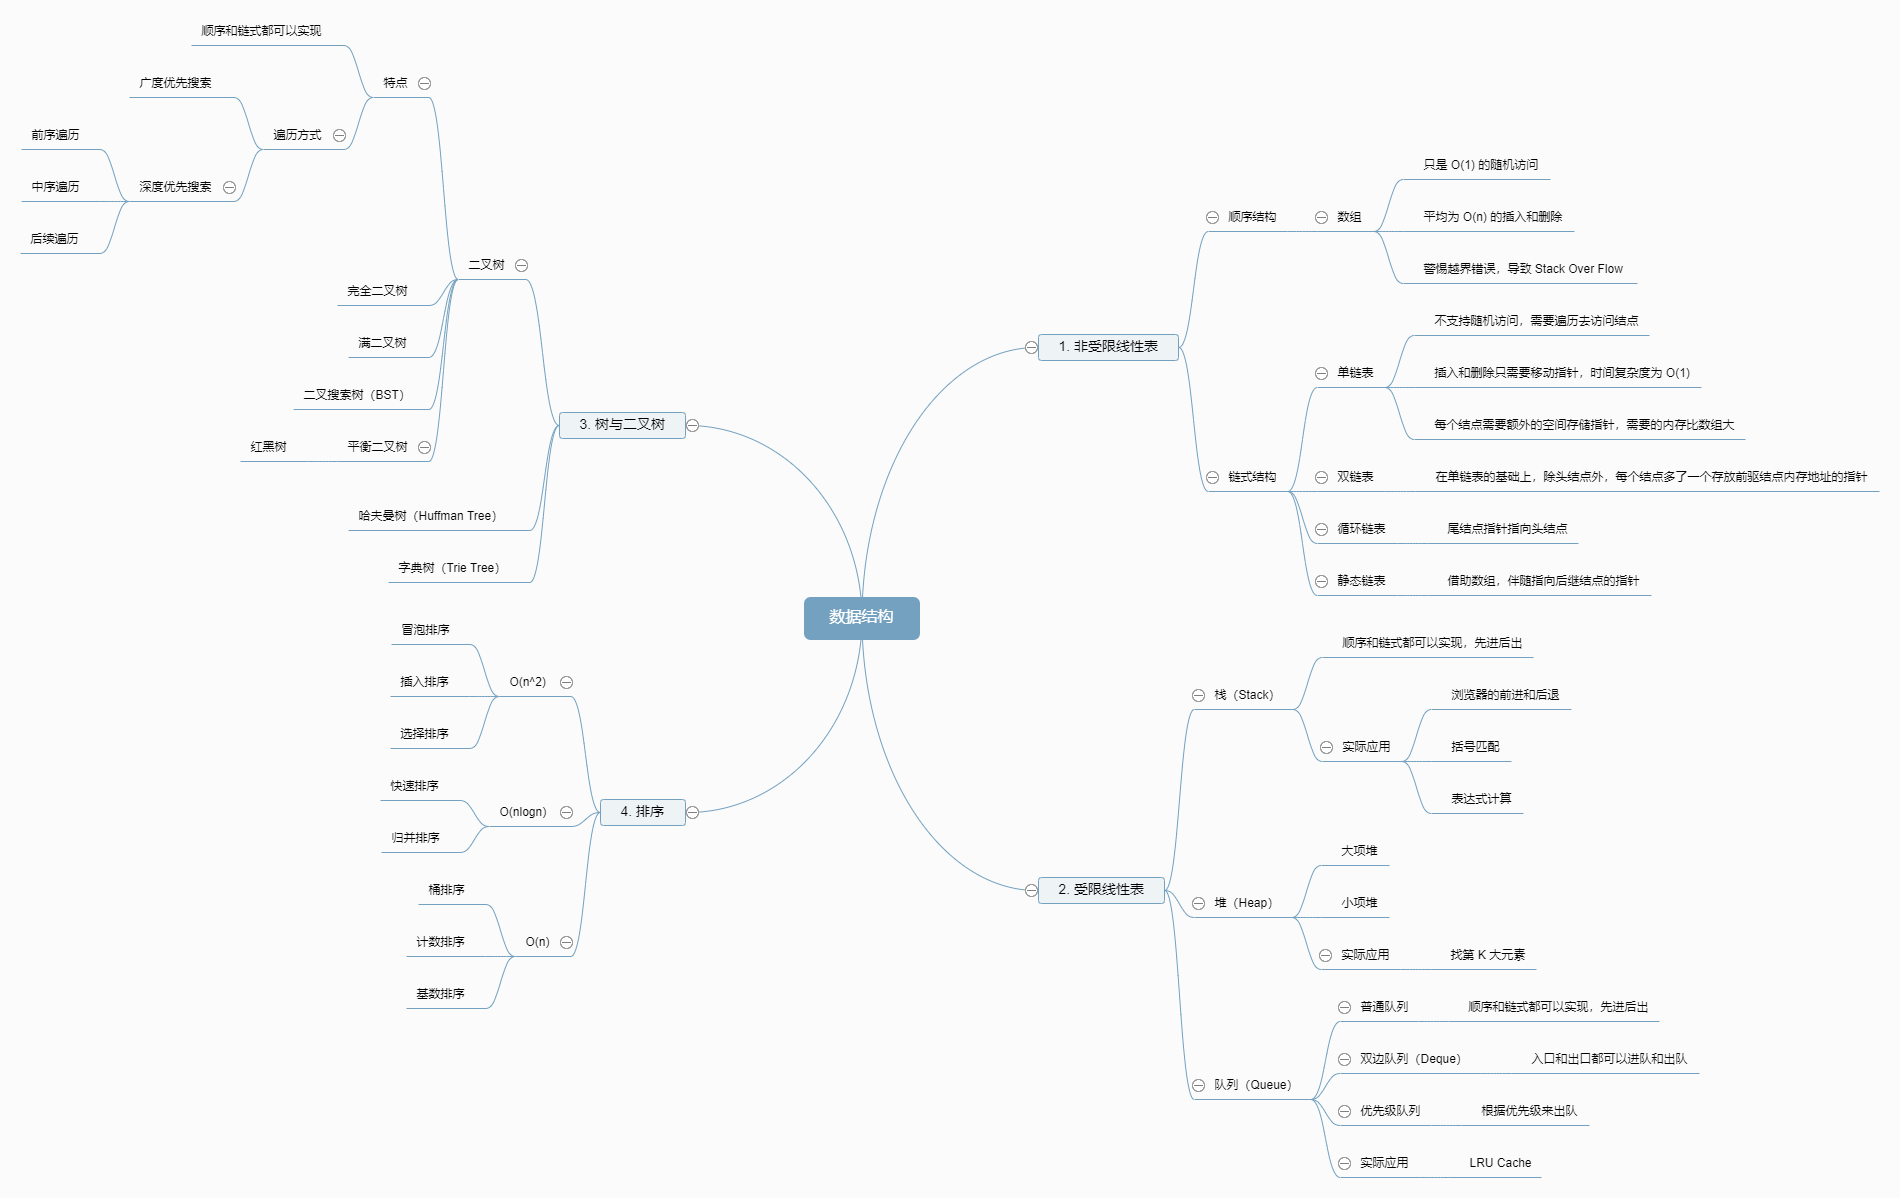 数据结构
1. 非受限线性表
顺序结构
数组
只是 O(1) 的随机访问
平均为 O(n) 的插入和删除
警惕越界错误，导致 Stack Over Flow
链式结构
单链表
不支持随机访问，需要遍历去访问结点
插入和删除只需要移动指针，时间复杂度为 O(1)
每个结点需要额外的空间存储指针，需要的内存比数组大
双链表
在单链表的基础上，除头结点外，每个结点多了一个存放前驱结点内存地址的指针
循环链表
尾结点指针指向头结点
静态链表
借助数组，伴随指向后继结点的指针
2. 受限线性表
栈（Stack）
顺序和链式都可以实现，先进后出
实际应用
浏览器的前进和后退
括号匹配
表达式计算
堆（Heap）
大项堆
小项堆
实际应用
找第 K 大元素
队列（Queue）
普通队列
顺序和链式都可以实现，先进后出
双边队列（Deque）
入口和出口都可以进队和出队
优先级队列
根据优先级来出队
实际应用
LRU Cache
3. 树与二叉树
二叉树
特点
顺序和链式都可以实现
遍历方式
广度优先搜索
深度优先搜索
前序遍历
中序遍历
后续遍历
完全二叉树
满二叉树
二叉搜索树（BST）
平衡二叉树
红黑树
哈夫曼树（Huffman Tree）
字典树（Trie Tree）
4. 排序
O(n^2)
冒泡排序
插入排序
选择排序
O(nlogn)
快速排序
归并排序
O(n)
桶排序
计数排序
基数排序